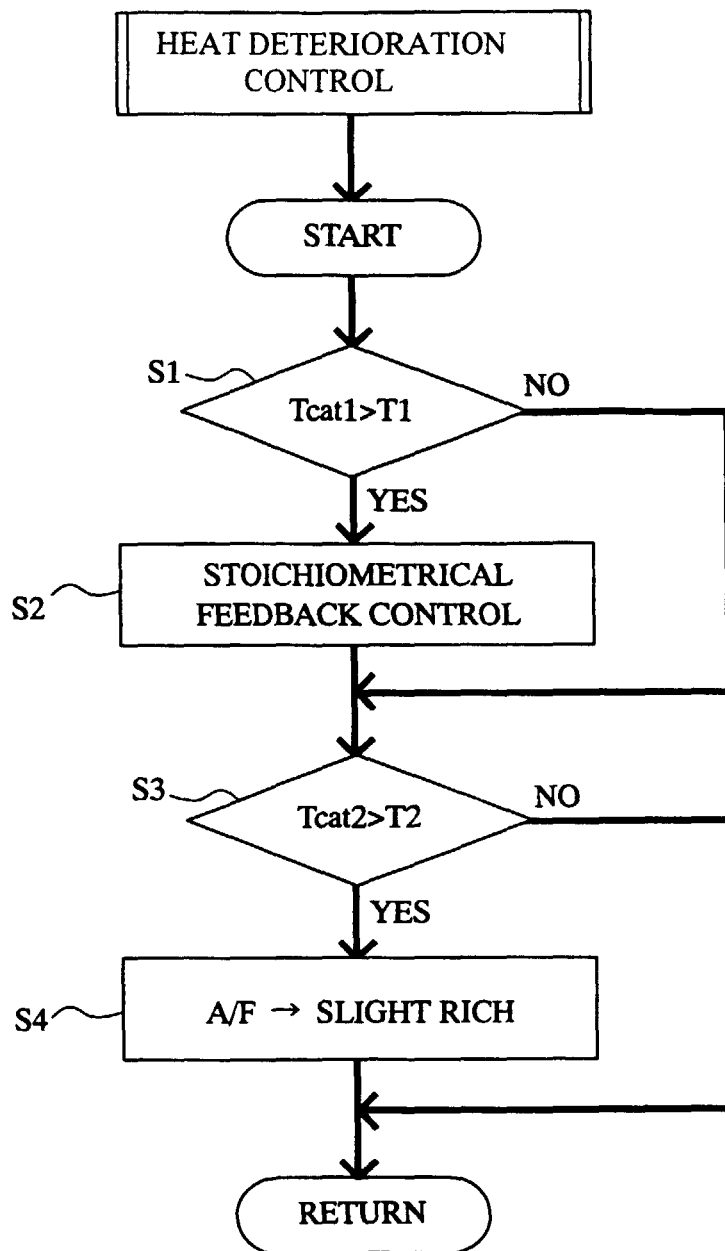 HEAT DETERIORATION
CONTROL
START
S1
Tcat1>T1
NO
YES
S2
STOICHIOMETRICAL
FEEDBACK CONTROL
S3
Tcat2>T2
NO
YES
S4
A/F → SLIGHT RICH
RETURN